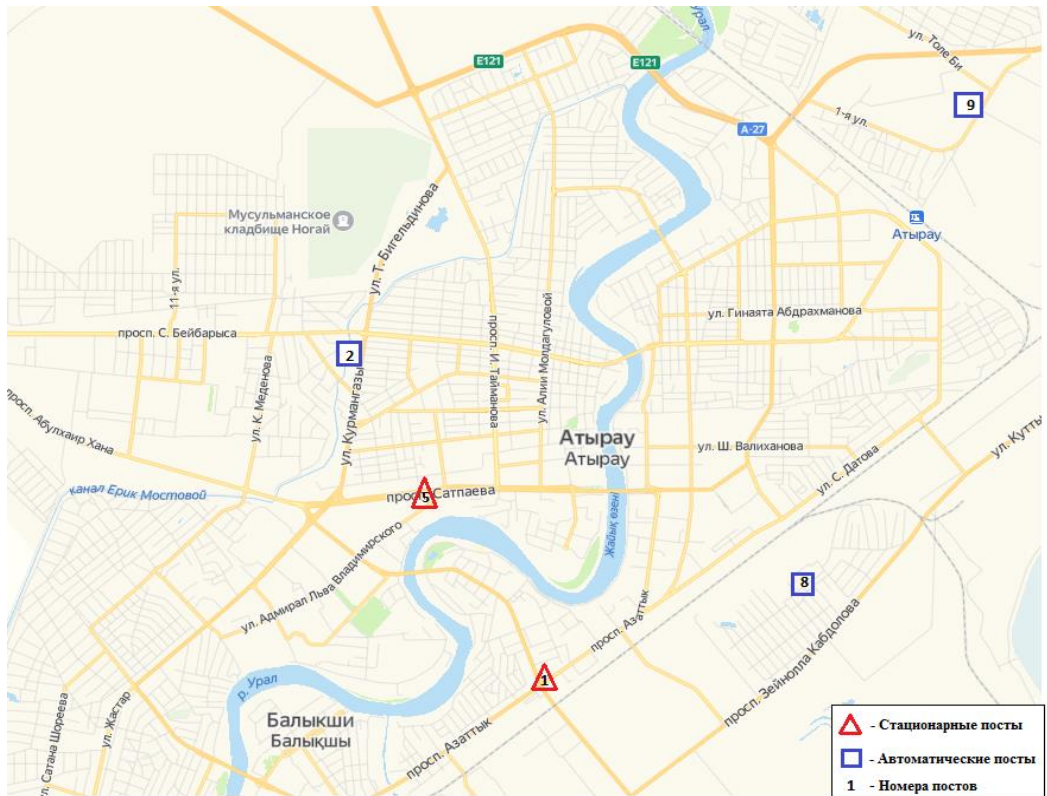 Урал
ул. Толе Би
E121
E121
9
1-я ул.
А-27
Мусульманское
кладбище Ногай
ул. Т. Бигельдинова
Атырау
11-я ул.
ул. Гинаята Абдрахманова
просп. С. Бейбарыса
2
просп. И. Тайманова
ул. Алии Молдагуловой
ул. К. Меденова
ул. Курмангазы
просп. Абулхаир Хана
Атырау
Атырау
ул. Ш. Валиханова
ул. С. Датова
ул. Кутты
канал Ерик Мостовой
просп. Сатпаева
5
Жайық өзені
ул. Адмирал Льва Владимирского
8
просп. Азаттык
просп. Зейнолла Кабдолова
1
р. Урал
Балыкши
Балықшы
просп. Азаттык
ул. Жастар
ул. Сатана Шореева
- Стационарные посты
- Автоматические посты
1 - Номера постов